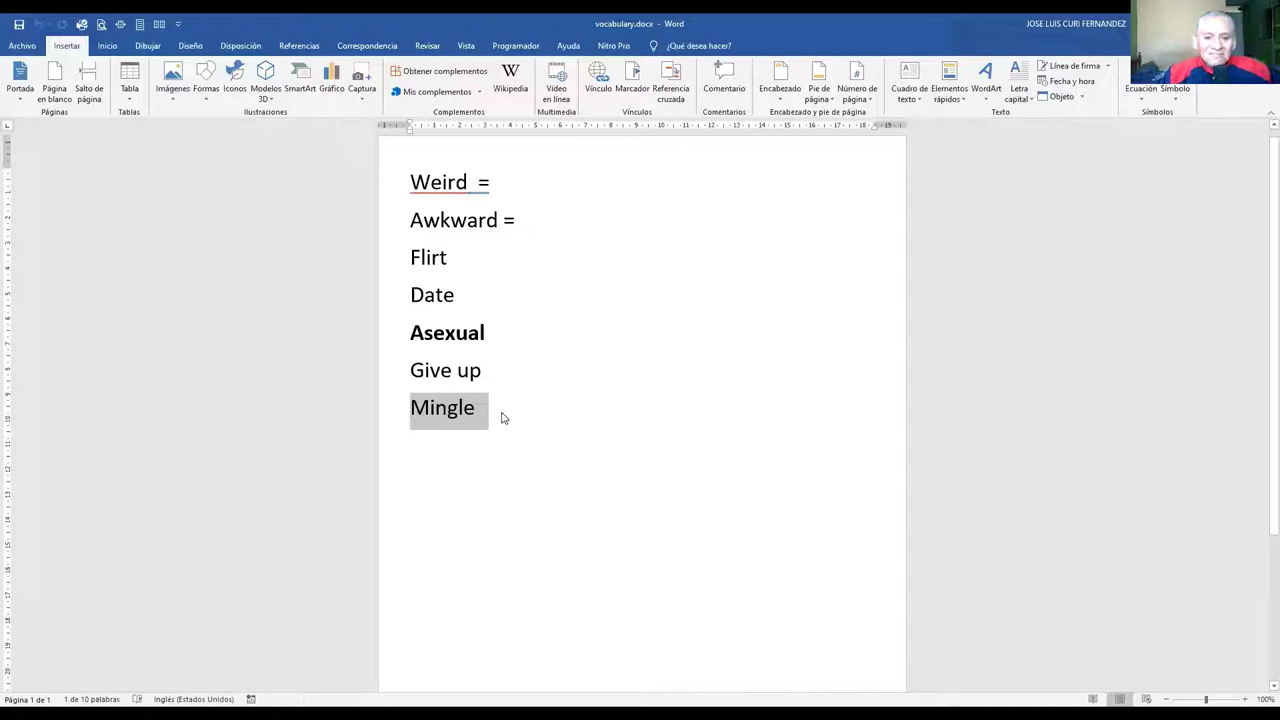 vocabulary.docx - Word
JOSE LUIS CURI FERNANDEZ
Archivo Insertar Inicio Dibujar Diseño Disposición Referencias Correspondencia Revisar Vista Programador Ayuda Nitro Pro ¿Qué desea hacer?
Portada
Página en blanco
Salto de página
Páginas
Tabla
Tablas
Imágenes
Formas
Iconos
Modelos 3D
SmartArt
Gráfico
Captura
Ilustraciones
Obtener complementos
Mis complementos
Wikipedia
Complementos
Vídeo en línea
Multimedia
Vínculo
Marcador
Referencia cruzada
Vínculos
Comentario
Comentarios
Encabezado
Pie de página
Número de página
Encabezado y pie de página
Cuadro de texto
Elementos rápidos
WordArt
Letra capital
Línea de firma
Fecha y hora
Objeto
Texto
Ecuación
Símbolo
Símbolos
Weird =
Awkward =
Flirt
Date
Asexual
Give up
Mingle
Página 1 de 1
1 de 10 palabras
Inglés (Estados Unidos)
100%